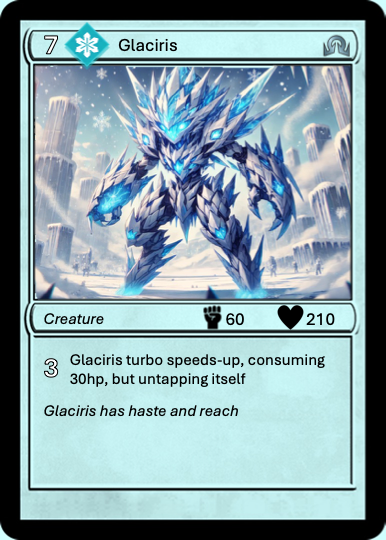 7 Glaciris
Creature 60 210
3 Glaciris turbo speeds-up, consuming
30hp, but untapping itself
Glaciris has haste and reach